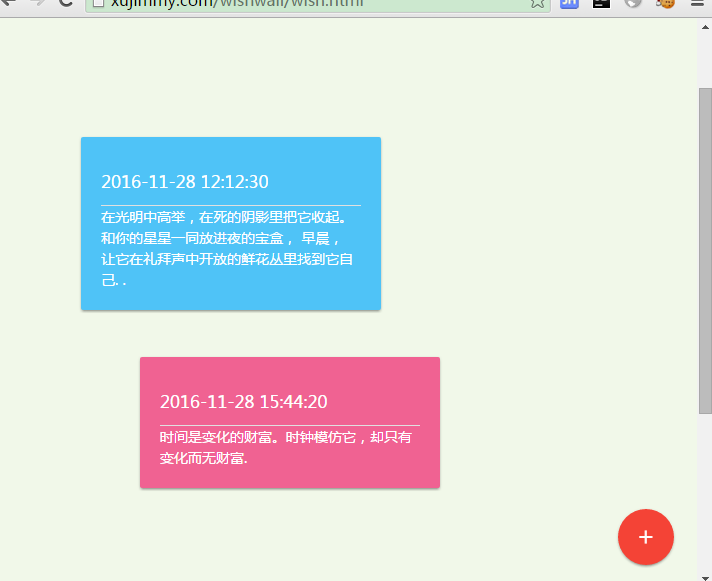 xujimmy.com/wishwall/wish.html
JH
2016-11-28 12:12:30
在光明中高举，在死的阴影里把它收起。
和你的星星一同放进夜的宝盒， 早晨，
让它在礼拜声中开放的鲜花丛里找到它自
己. .
2016-11-28 15:44:20
时间是变化的财富。时钟模仿它，却只有
变化而无财富.
+